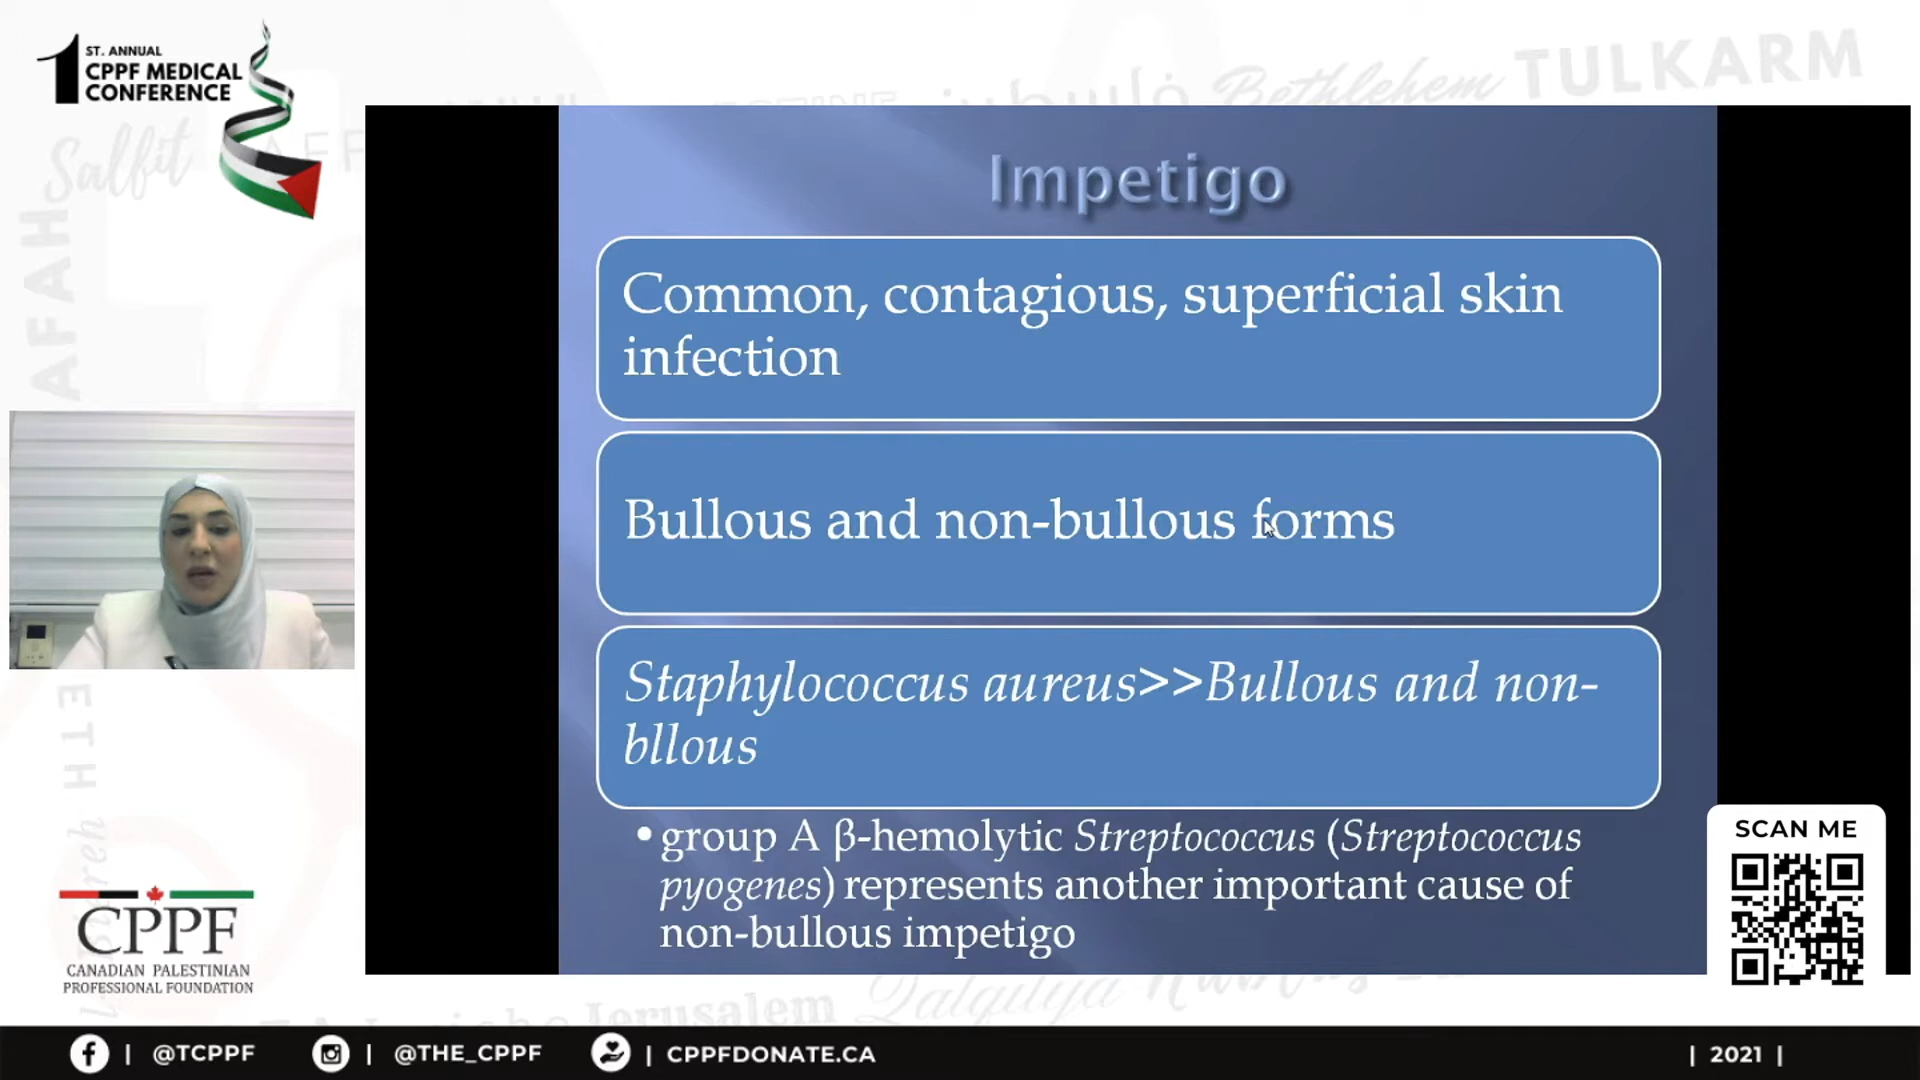 ST. ANNUAL
1 CPPF MEDICAL
CONFERENCE
TULKARM
Bethlehem
Salfit
AFAH
Impetigo
Common, contagious, superficial skin
infection
Bullous and non-bullous forms
Staphylococcus aureus>>Bullous and non-
bllous
• group A β-hemolytic Streptococcus (Streptococcus
pyogenes) represents another important cause of
non-bullous impetigo
SCAN ME
CPPF
CANADIAN PALESTINIAN
PROFESSIONAL FOUNDATION
Jerusalem
Qalqilya
| @TCPPF
| @THE_CPPF
| CPPFDONATE.CA
| 2021 |